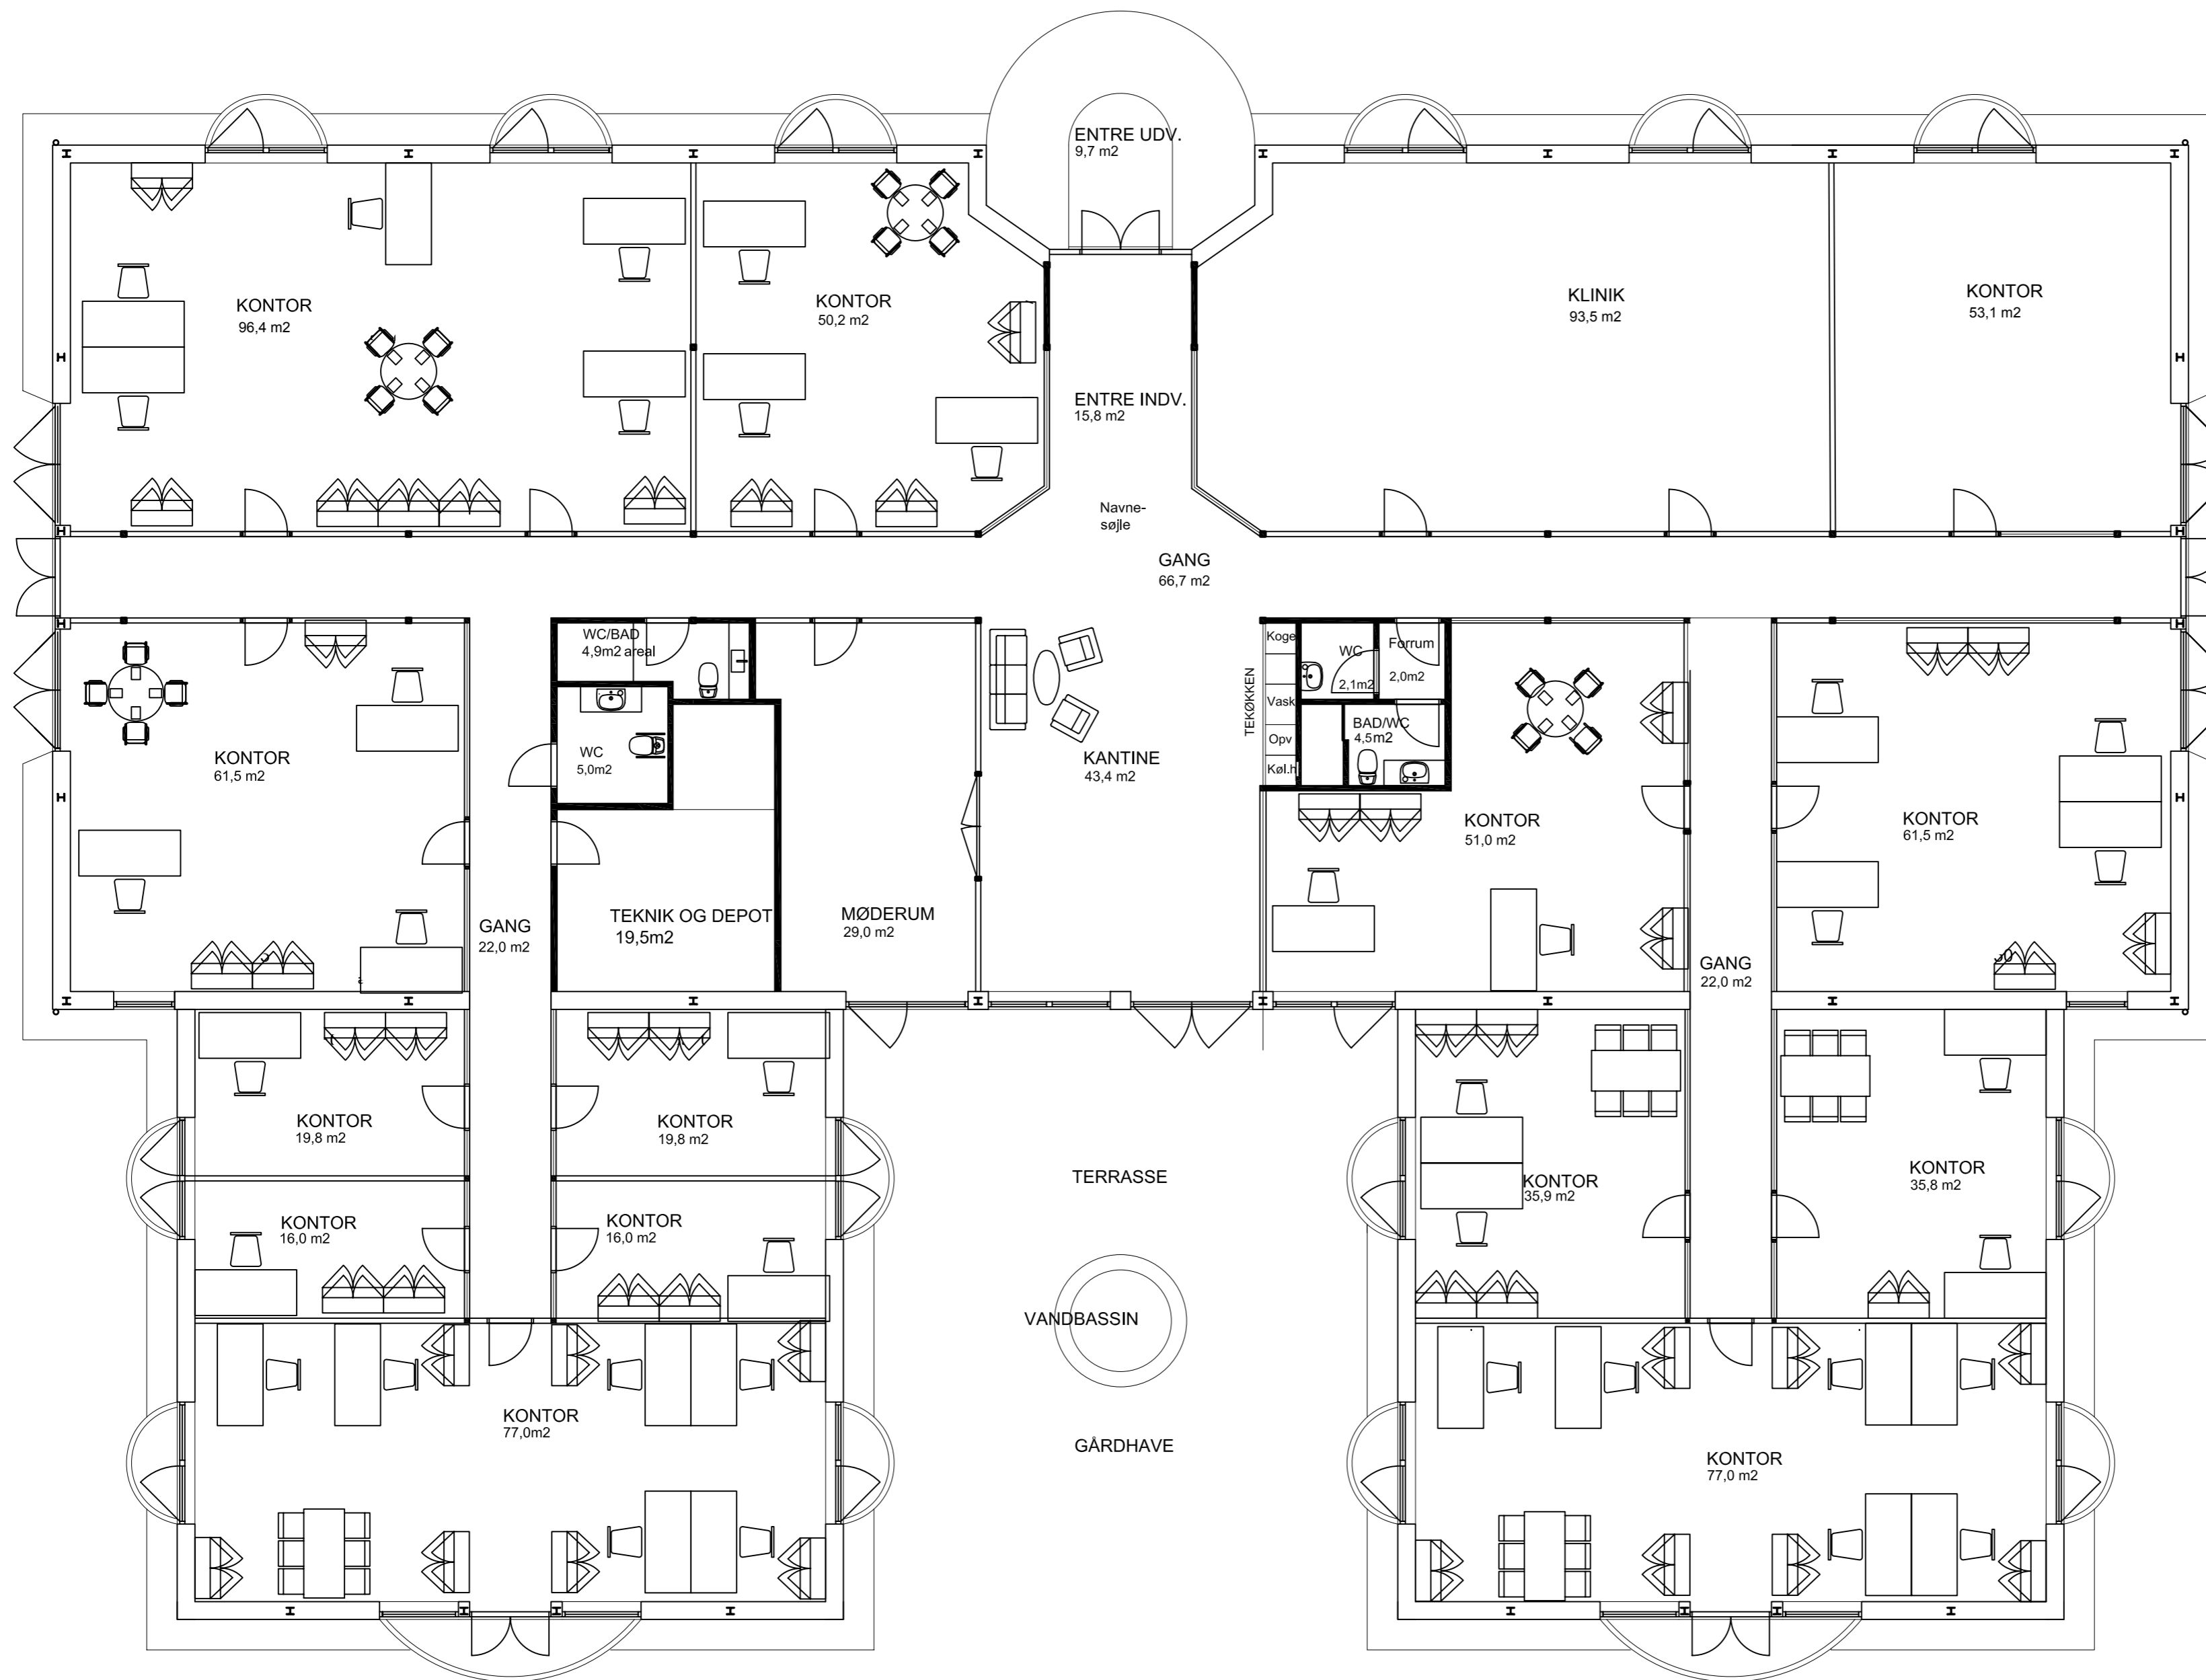 ENTRE UDV.
9,7 m2
KONTOR
96,4 m2
KONTOR
50,2 m2
KLINIK
93,5 m2
KONTOR
53,1 m2
ENTRE INDV.
15,8 m2
Navne-
søjle
GANG
66,7 m2
WC/BAD
4,9m2 areal
WC
5,0m2
KONTOR
61,5 m2
KANTINE
43,4 m2
TEKØKKEN
Koge
Vask
Opv
Køl.h
WC
2,1m2
Forrum
2,0m2
BAD/WC
4,5m2
KONTOR
51,0 m2
KONTOR
61,5 m2
GANG
22,0 m2
TEKNIK OG DEPOT
19,5m2
MØDERUM
29,0 m2
GANG
22,0 m2
KONTOR
19,8 m2
KONTOR
19,8 m2
KONTOR
16,0 m2
KONTOR
16,0 m2
TERRASSE
KONTOR
35,9 m2
KONTOR
35,8 m2
VANDBASSIN
KONTOR
77,0m2
GÅRDHAVE
KONTOR
77,0 m2